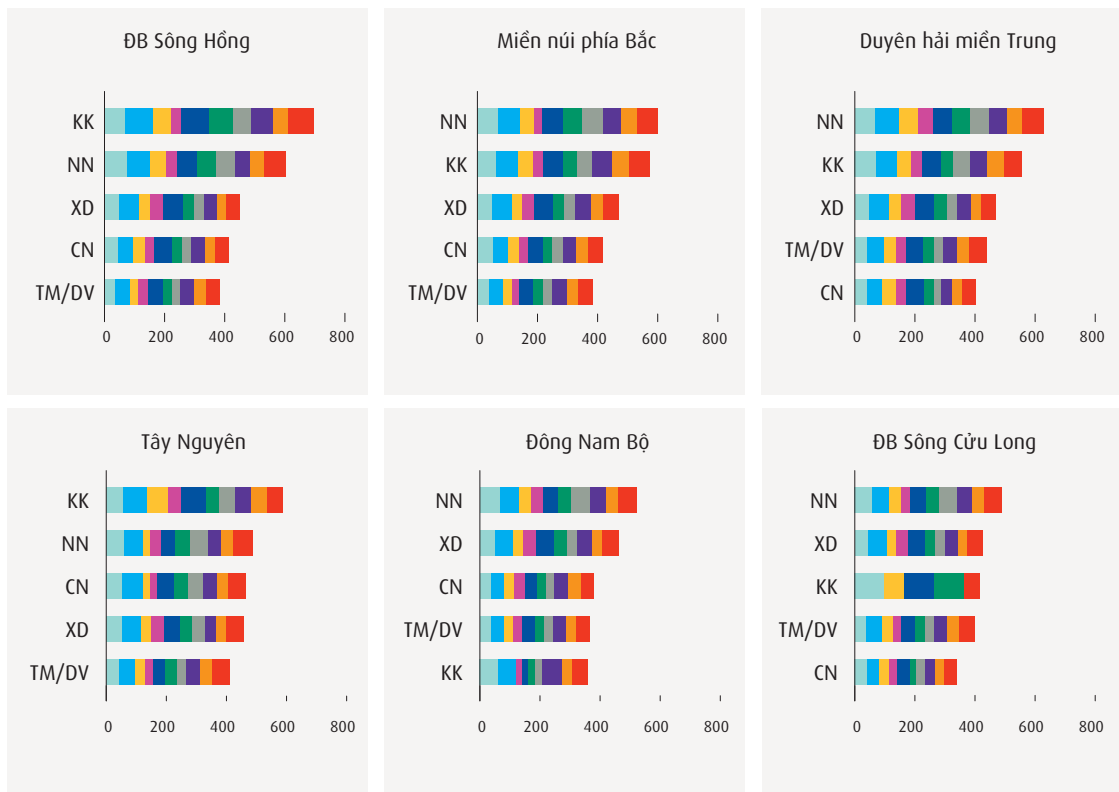 ĐB Sông Hồng
KK
NN
XD
CN
TM/DV
0 200 400 600 800
Miền núi phía Bắc
NN
KK
XD
CN
TM/DV
0 200 400 600 800
Duyên hải miền Trung
NN
KK
XD
TM/DV
CN
0 200 400 600 800
Tây Nguyên
KK
NN
CN
XD
TM/DV
0 200 400 600 800
Đông Nam Bộ
NN
XD
CN
TM/DV
KK
0 200 400 600 800
ĐB Sông Cửu Long
NN
XD
KK
TM/DV
CN
0 200 400 600 800